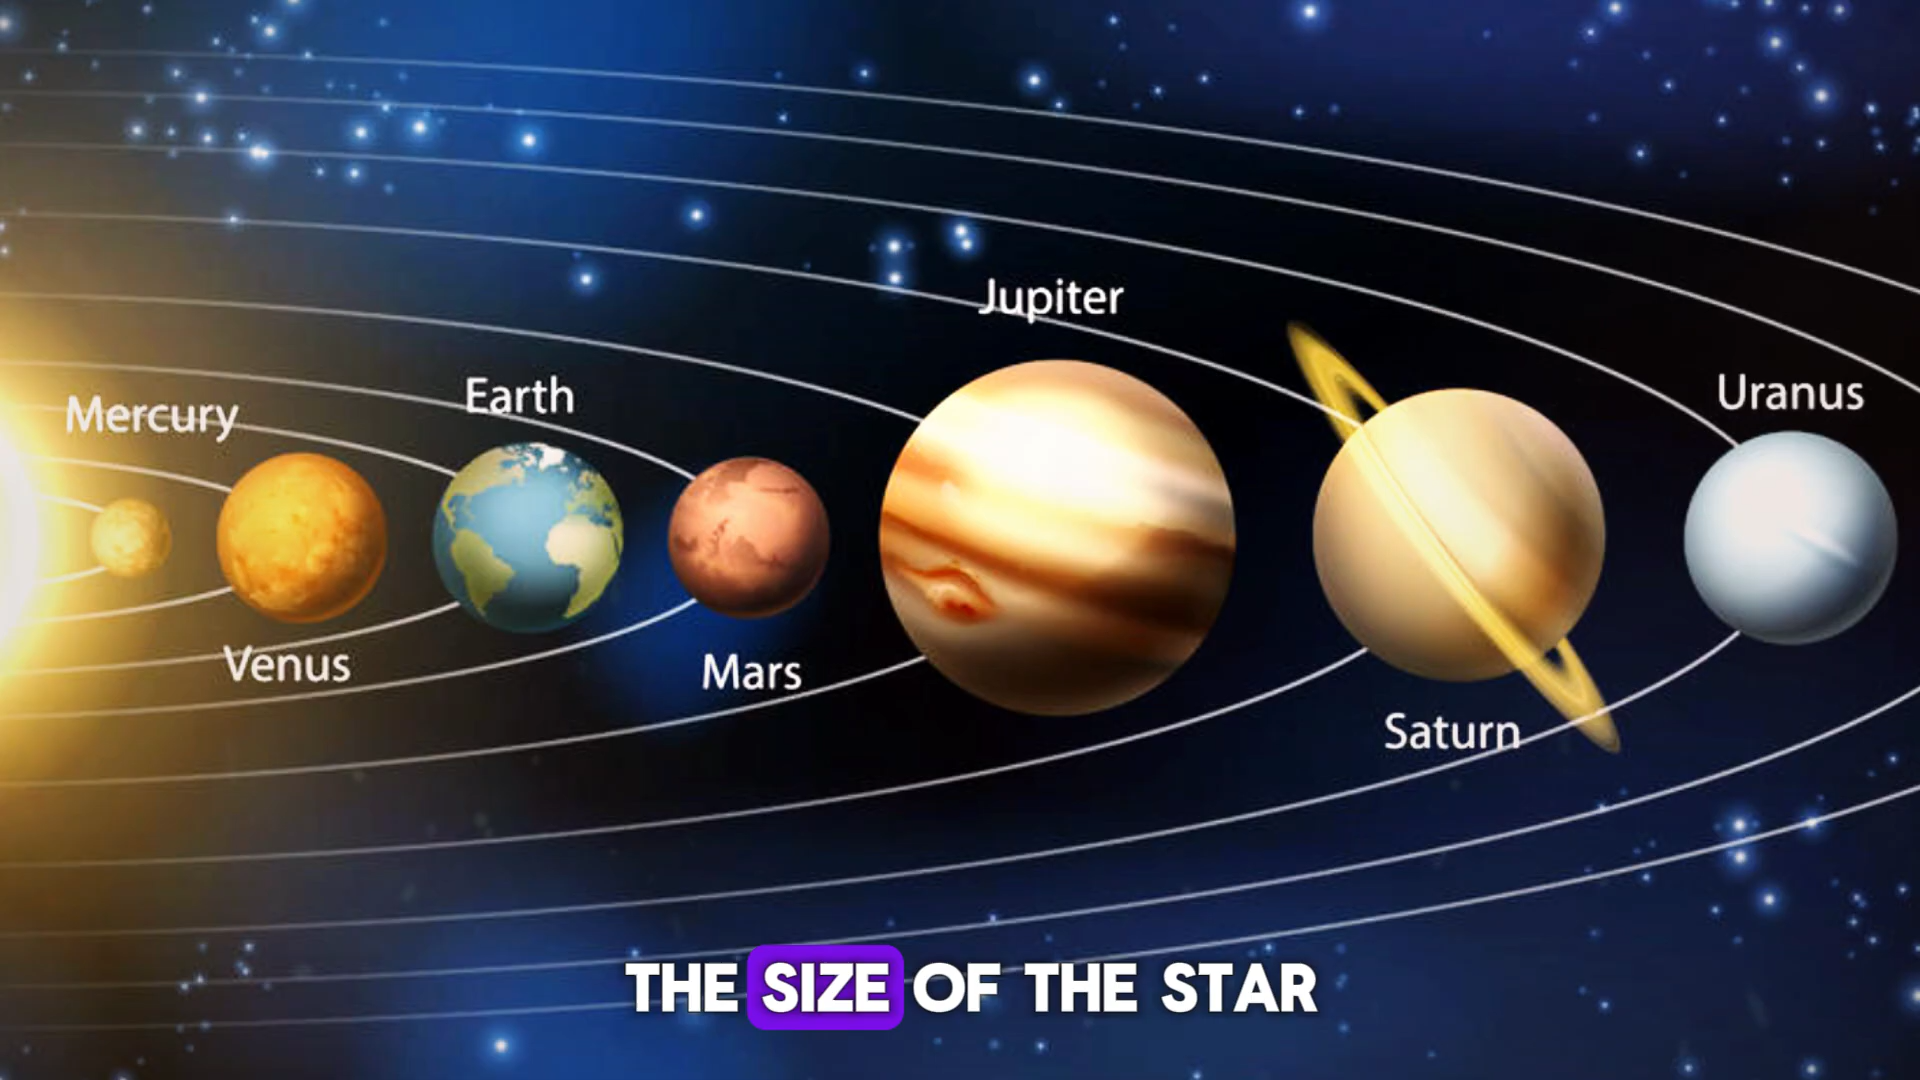 Mercury
Venus
Earth
Mars
Jupiter
Saturn
Uranus
THE SIZE OF THE STAR